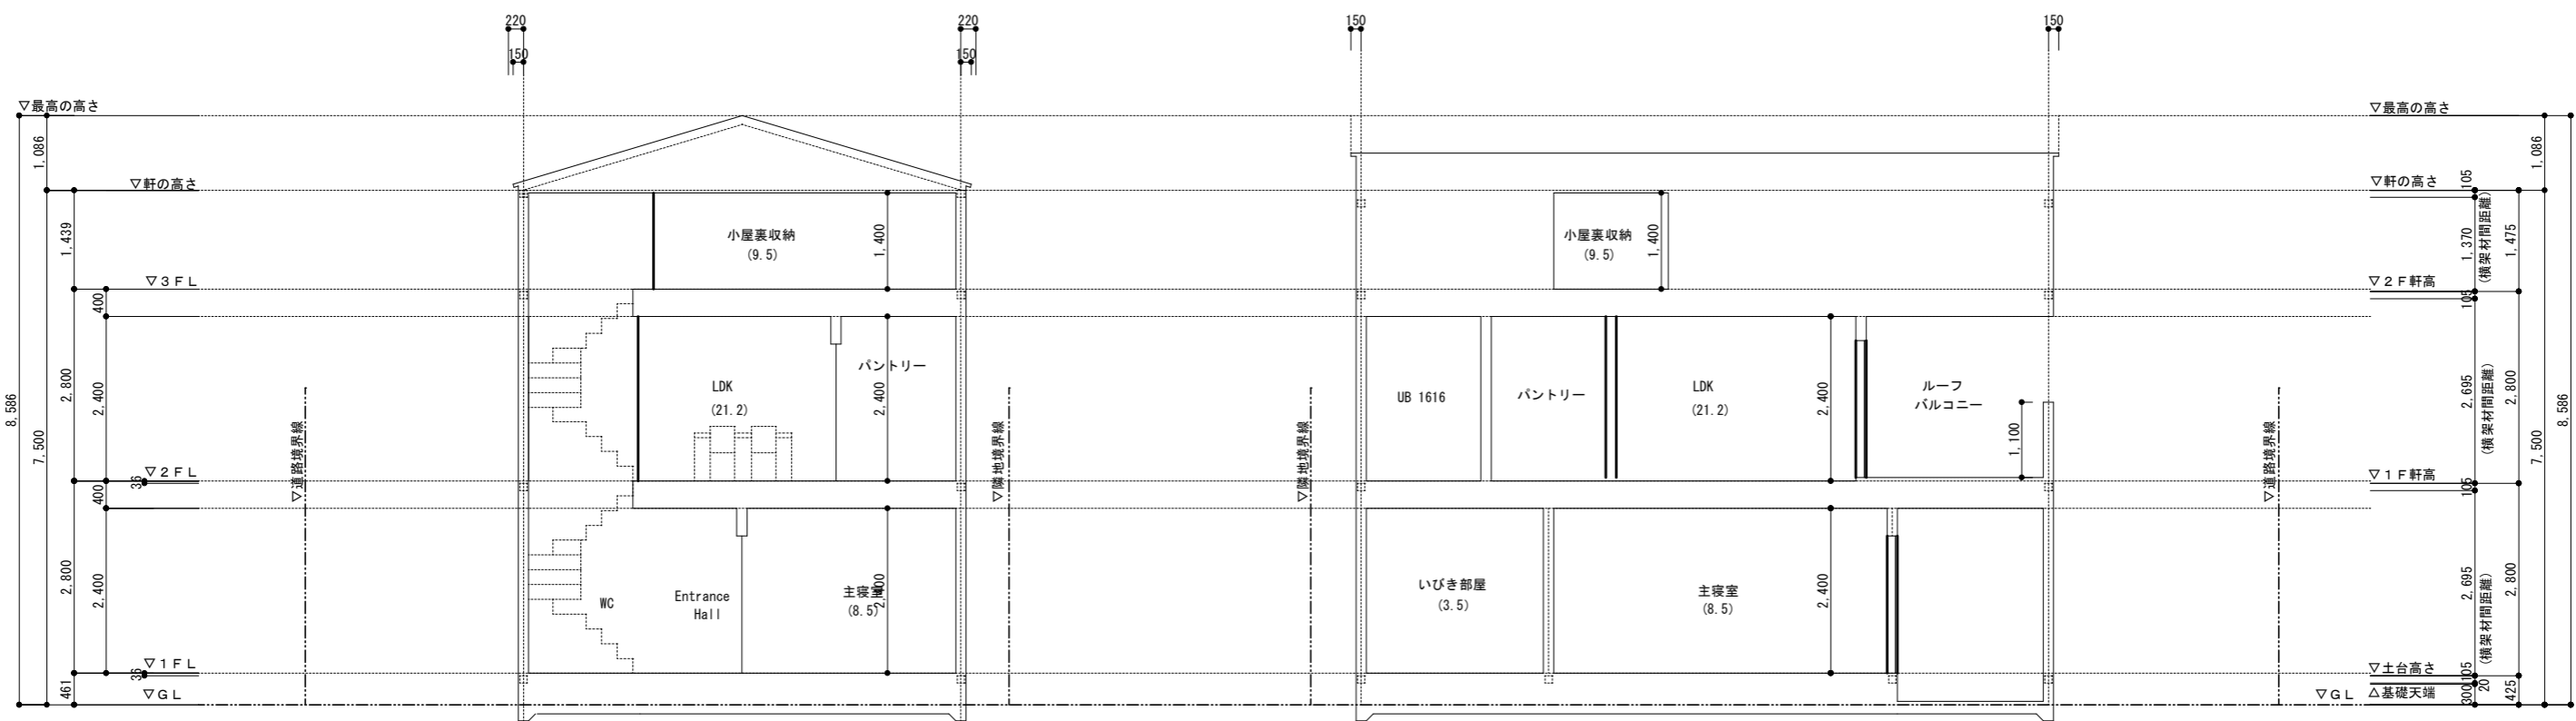 220
220
150
150
150
150
▽最高の高さ
▽最高の高さ
1,086
1,086
▽軒の高さ
▽軒の高さ
105
小屋裏収納
(9.5)
1,400
小屋裏収納
(9.5)
1,400
1,439
1,370
(横架材間距離)
1,475
▽3FL
▽2F軒高
400
105
パントリー
LDK
(21.2)
2,400
UB 1616
パントリー
LDK
(21.2)
2,400
ルーフ
バルコニー
1,100
8,586
7,500
2,800
2,400
2,695
(横架材間距離)
2,800
7,500
8,586
▽道路境界線
▽隣地境界線
▽隣地境界線
▽道路境界線
▽2FL
36
400
▽1F軒高
105
WC
Entrance
Hall
主寝室
(8.5)
2,400
いびき部屋
(3.5)
主寝室
(8.5)
2,400
2,800
2,400
2,695
(横架材間距離)
2,800
▽1FL
36
461
▽GL
▽土台高さ
105
20
▽GL
△基礎天端
300
425